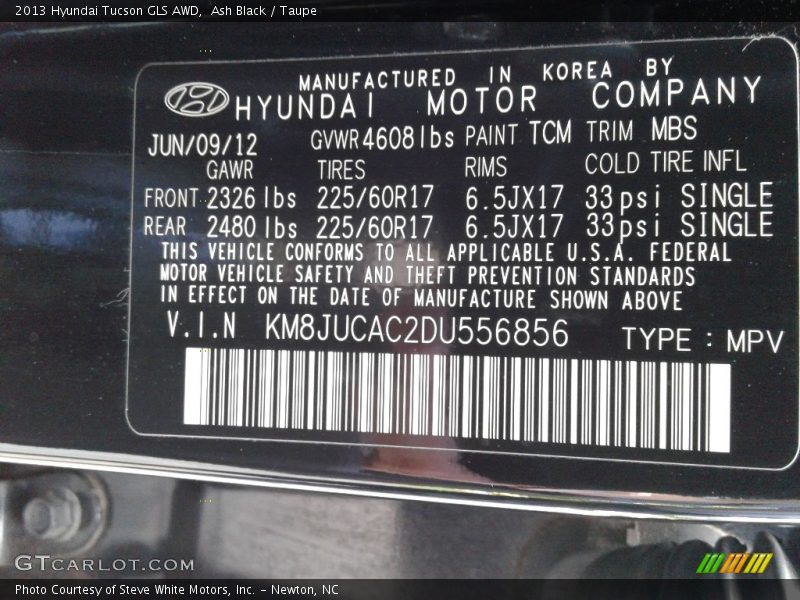 2013 Hyundai Tucson GLS AWD,  Ash Black / Taupe
MANUFACTURED IN KOREA BY
HYUNDAI MOTOR COMPANY
JUN/09/12 GVWR 4608lbs PAINT TCM TRIM MBS
GAWR TIRES RIMS COLD TIRE INFL
FRONT 2326 lbs 225/60R17 6.5JX17 33psi SINGLE
REAR 2480 lbs 225/60R17 6.5JX17 33psi SINGLE
THIS VEHICLE CONFORMS TO ALL APPLICABLE U.S.A. FEDERAL
MOTOR VEHICLE SAFETY AND THEFT PREVENTION STANDARDS
IN EFFECT ON THE DATE OF MANUFACTURE SHOWN ABOVE
V.I.N KM8JUCAC2DU556856 TYPE : MPV
GTCARLOT.COM
Photo Courtesy of Steve White Motors, Inc. – Newton, NC